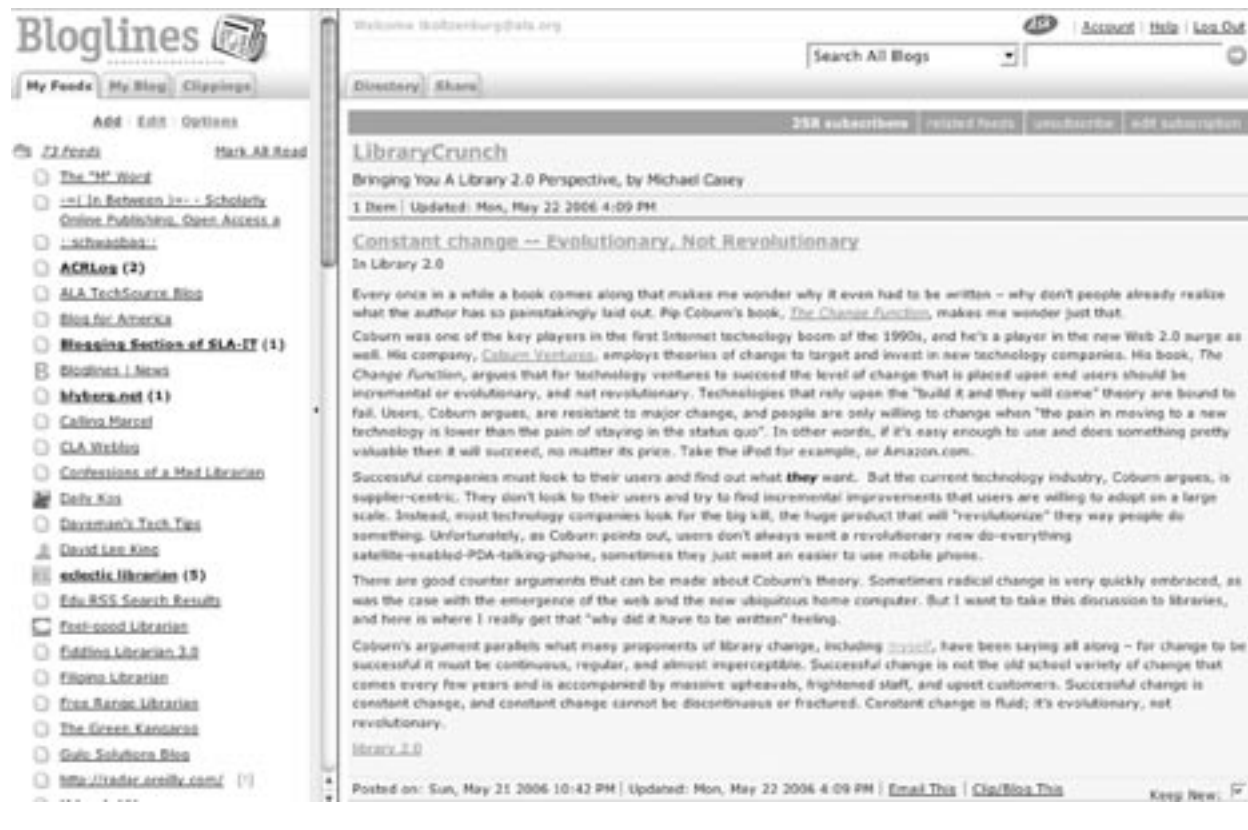 Bloglines
Welcome tkoltzenburg@ala.org
Ask | Account | Help | Log Out
Search All Blogs
My Feeds My Blog Clippings
Directory Share
Add Edit Options
258 subscribers | related feeds | unsubscribe | edit subscription
feeds Mark All Read
The "M" Word
-=( In Between )=- - Scholarly
Online Publishing, Open Access a
::schwagbag::
ACRLog (2)
ALA TechSource Blog
Blog for America
Blogging Section of SLA-IT (1)
Bloglines | News
blyberg.net (1)
Calling Marcel
CLA Weblog
Confessions of a Mad Librarian
Daily Kos
Daveman's Tech Tips
David Lee King
eclectic librarian (5)
Edu RSS Search Results
Feel-good Librarian
Fiddling Librarian 2.0
Filipino Librarian
Free Range Librarian
The Green Kangaroo
Solutions Blog
http://radar.oreilly.com/ [*]
LibraryCrunch
Bringing You A Library 2.0 Perspective, by Michael Casey
1 Item | Updated: Mon, May 22 2006 4:09 PM
Constant change -- Evolutionary, Not Revolutionary
In Library 2.0
Every once in a while a book comes along that makes me wonder why it even had to be written – why don't people already realize
what the author has so painstakingly laid out. Pip Coburn's book, The Change Function, makes me wonder just that.
Coburn was one of the key players in the first Internet technology boom of the 1990s, and he's a player in the new Web 2.0 surge as
well. His company, Coburn Ventures, employs theories of change to target and invest in new technology companies. His book, The
Change Function, argues that for technology ventures to succeed the level of change that is placed upon end users should be
incremental or evolutionary, and not revolutionary. Technologies that rely upon the "build it and they will come" theory are bound to
fail. Users, Coburn argues, are resistant to major change, and people are only willing to change when "the pain in moving to a new
technology is lower than the pain of staying in the status quo". In other words, if it's easy enough to use and does something pretty
valuable then it will succeed, no matter its price. Take the iPod for example, or Amazon.com.
Successful companies must look to their users and find out what they want. But the current technology industry, Coburn argues, is
supplier-centric. They don't look to their users and try to find incremental improvements that users are willing to adopt on a large
scale. Instead, most technology companies look for the big kill, the huge product that will "revolutionize" they way people do
something. Unfortunately, as Coburn points out, users don't always want a revolutionary new do-everything
satellite-enabled-PDA-talking-phone, sometimes they just want an easier to use mobile phone.
There are good counter arguments that can be made about Coburn's theory. Sometimes radical change is very quickly embraced, as
was the case with the emergence of the web and the now ubiquitous home computer. But I want to take this discussion to libraries,
and here is where I really get that "why did it have to be written" feeling.
Coburn's argument parallels what many proponents of library change, including myself, have been saying all along – for change to be
successful it must be continuous, regular, and almost imperceptible. Successful change is not the old school variety of change that
comes every few years and is accompanied by massive upheavals, frightened staff, and upset customers. Successful change is
constant change, and constant change cannot be discontinuous or fractured. Constant change is fluid; it's evolutionary, not
revolutionary.
library 2.0
Posted on: Sun, May 21 2006 10:42 PM | Updated: Mon, May 22 2006 4:09 PM | Email This | Clip/Blog This
Keep New: